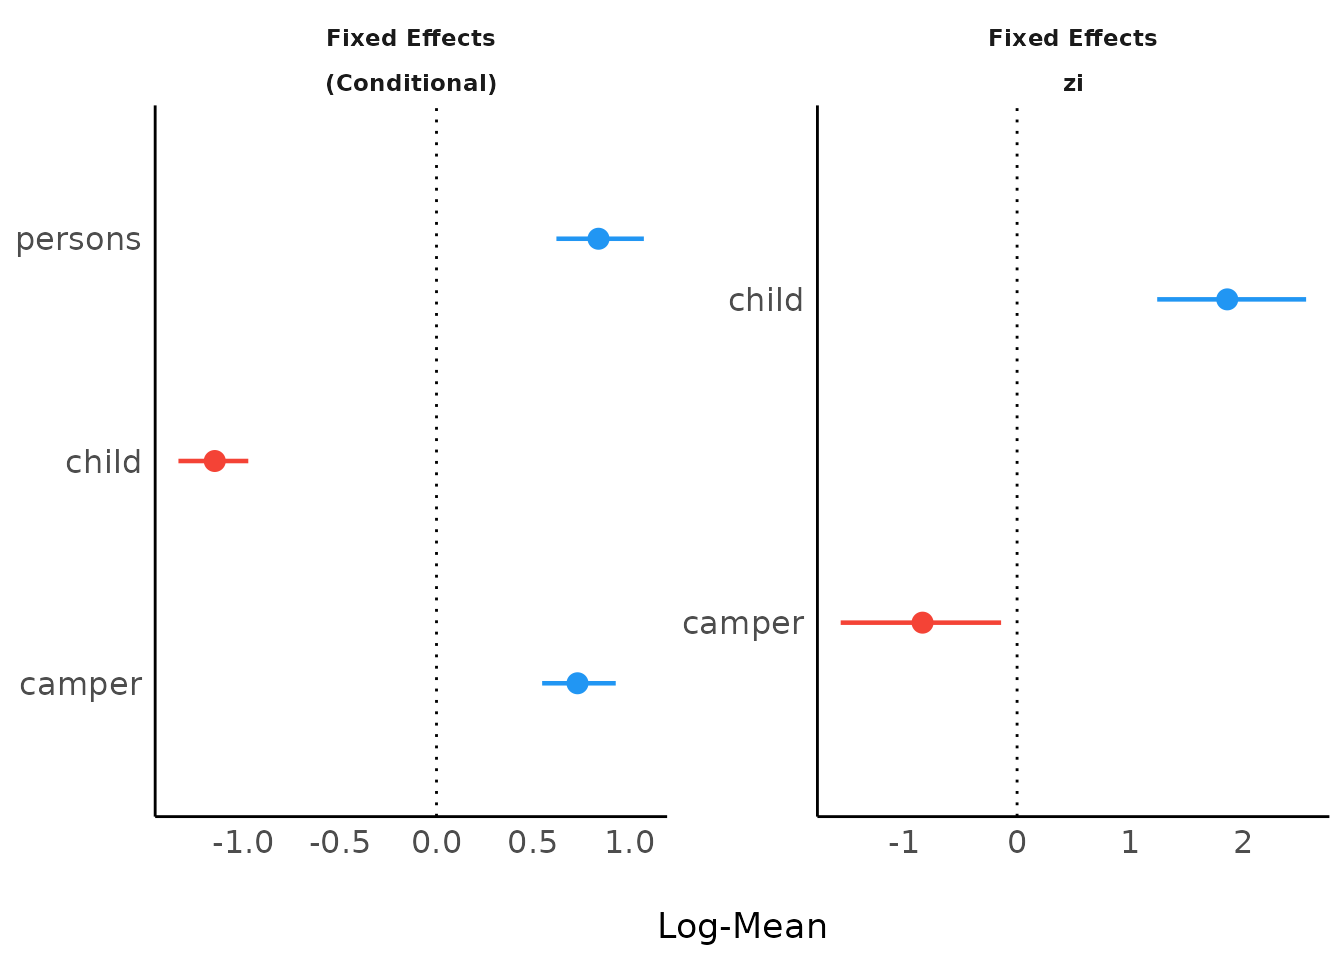 Fixed Effects
(Conditional)
persons
child
camper
-1.0 -0.5 0.0 0.5 1.0
Fixed Effects
zi
child
camper
-1 0 1 2
Log-Mean